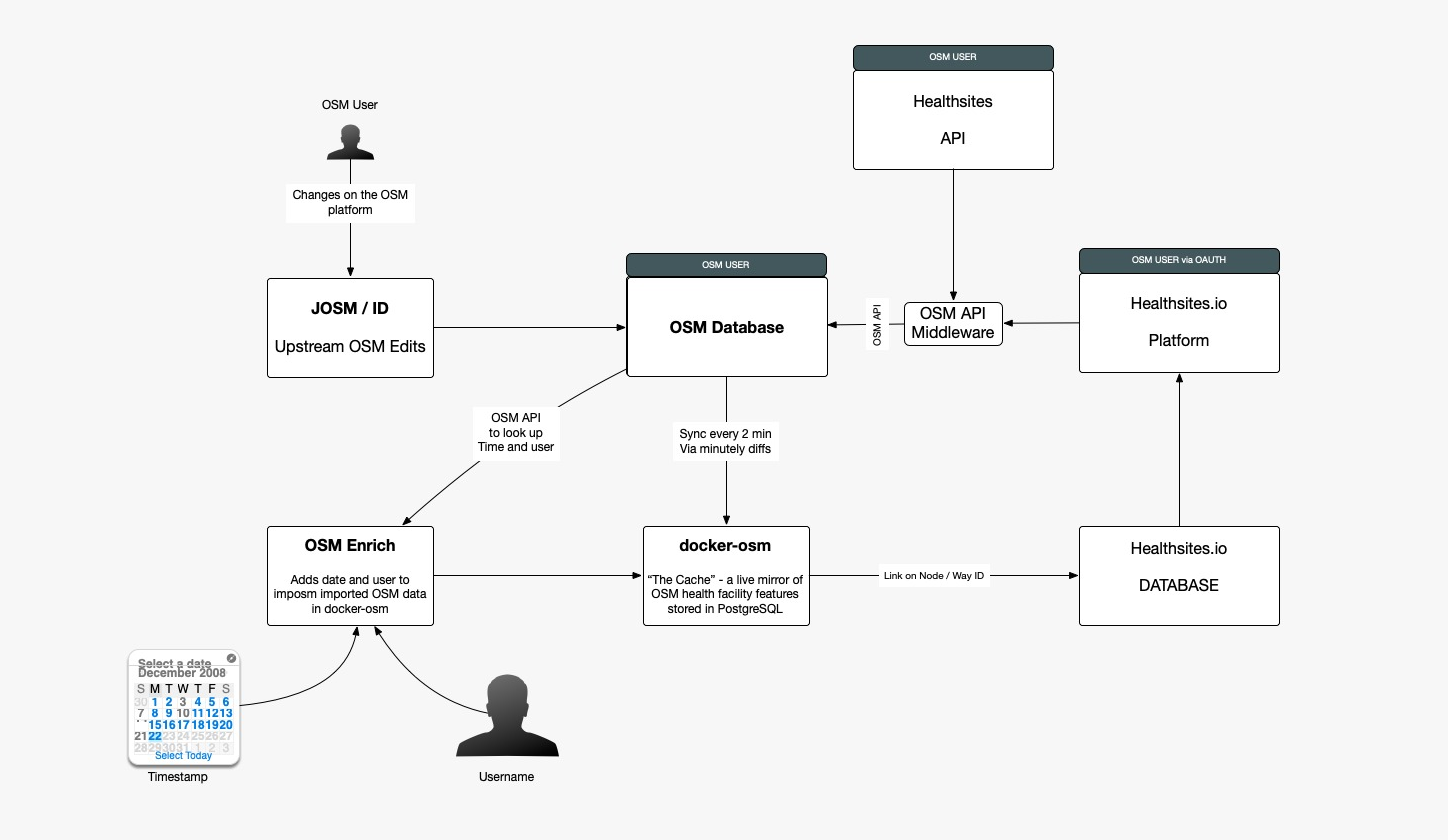 OSM USER
Healthsites
API
OSM User
Changes on the OSM
platform
OSM USER
OSM USER via OAUTH
JOSM / ID
Upstream OSM Edits
OSM Database
OSM API
OSM API
Middleware
Healthsites.io
Platform
OSM API
to look up
Time and user
Sync every 2 min
Via minutely diffs
OSM Enrich
Adds date and user to
imposm imported OSM data
in docker-osm
docker-osm
“The Cache” - a live mirror of
OSM health facility features
stored in PostgreSQL
Link on Node / Way ID
Healthsites.io
DATABASE
Select a date
December 2008
S M T W T F S
30 1 2 3 4 5 6
7 8 9 10 11 12 13
15 16 17 18 19 20
21 22 23 24 25 26 27
28 29 30 31 1 2 3
Select Today
Timestamp
Username